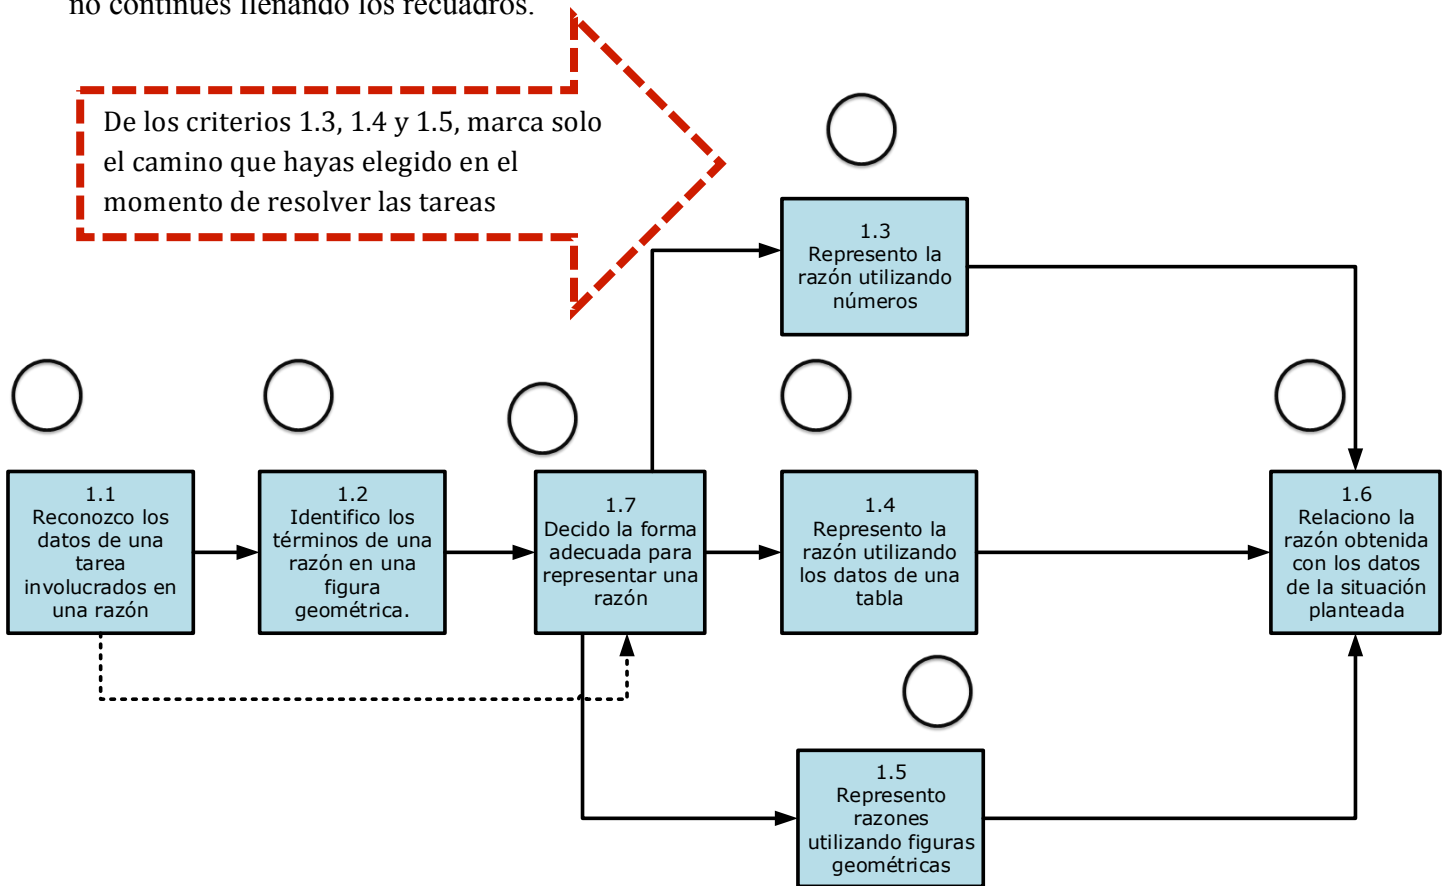 no continúes llenando los recuadros.
De los criterios 1.3, 1.4 y 1.5, marca solo
el camino que hayas elegido en el
momento de resolver las tareas
1.3
Represento la
razón utilizando
números
1.1
Reconozco los
datos de una
tarea
involucrados en
una razón
1.2
Identifico los
términos de una
razón en una
figura
geométrica.
1.7
Decido la forma
adecuada para
representar una
razón
1.4
Represento la
razón utilizando
los datos de una
tabla
1.6
Relaciono la
razón obtenida
con los datos
de la situación
planteada
1.5
Represento
razones
utilizando figuras
geométricas